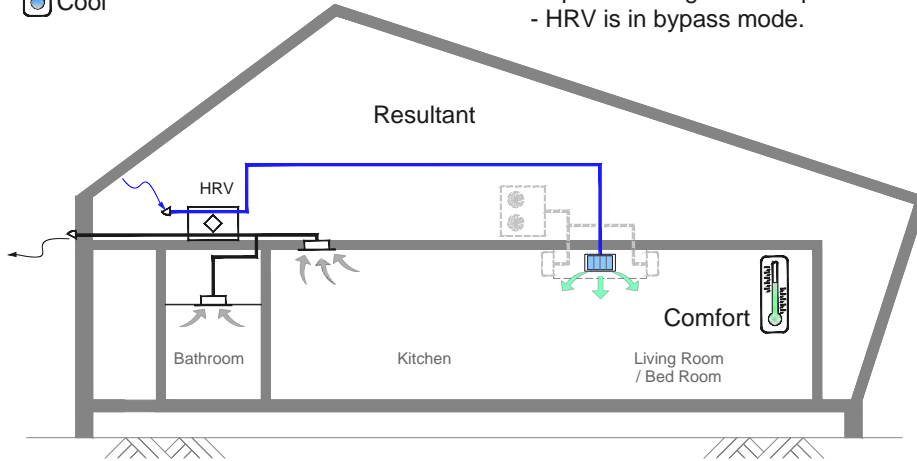 Cool
- HRV is in bypass mode.
Resultant
HRV
Comfort
Bathroom
Kitchen
Living Room
/ Bed Room